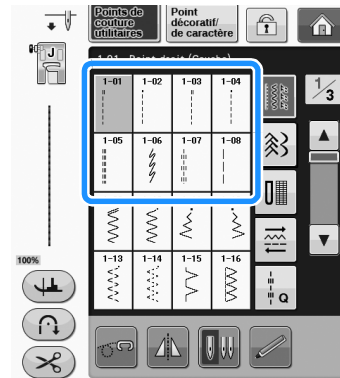 Points de
couture
utilitaires
Point
décoratif/
de caractère
J
1-01 Point droit (Gauche)
1-01 1-02 1-03 1-04
1/3
1-05 1-06 1-07 1-08
100%
1-13 1-14 1-15 1-16
Q